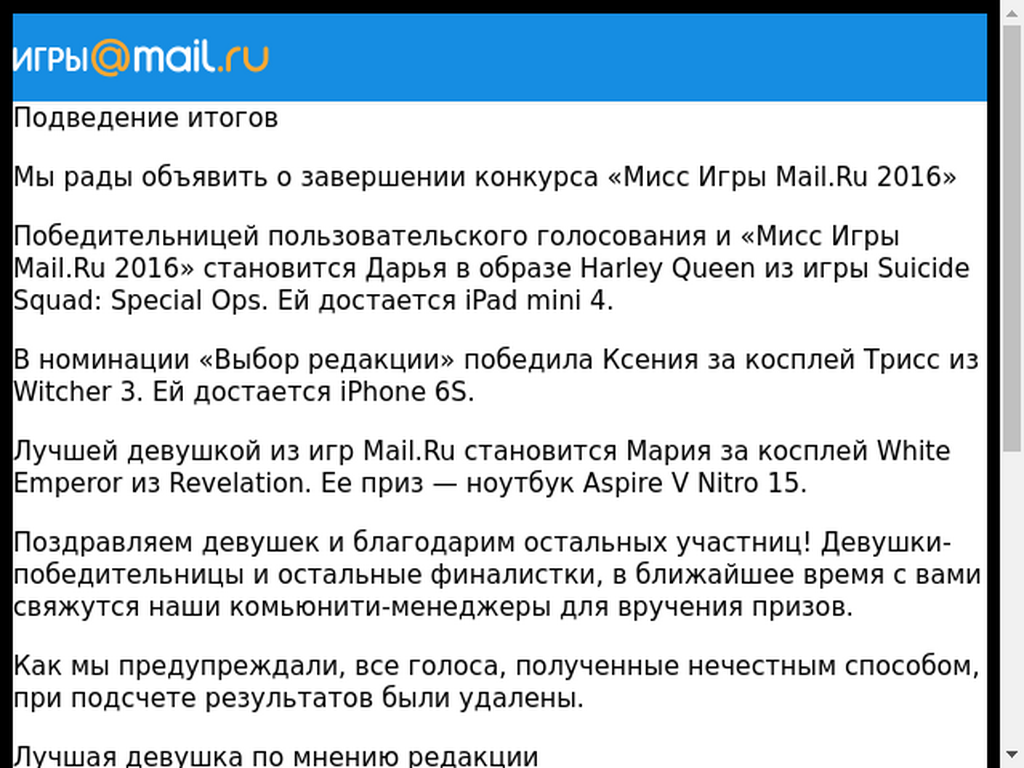 ИГРЫ@mail.ru
Подведение итогов
Мы рады объявить о завершении конкурса «Мисс Игры Mail.Ru 2016»
Победительницей пользовательского голосования и «Мисс Игры
Mail.Ru 2016» становится Дарья в образе Harley Queen из игры Suicide
Squad: Special Ops. Ей достается iPad mini 4.
В номинации «Выбор редакции» победила Ксения за косплей Трисс из
Witcher 3. Ей достается iPhone 6S.
Лучшей девушкой из игр Mail.Ru становится Мария за косплей White
Emperor из Revelation. Ее приз — ноутбук Aspire V Nitro 15.
Поздравляем девушек и благодарим остальных участниц! Девушки-
победительницы и остальные финалистки, в ближайшее время с вами
свяжутся наши комьюнити-менеджеры для вручения призов.
Как мы предупреждали, все голоса, полученные нечестным способом,
при подсчете результатов были удалены.
Лучшая девушка по мнению редакции